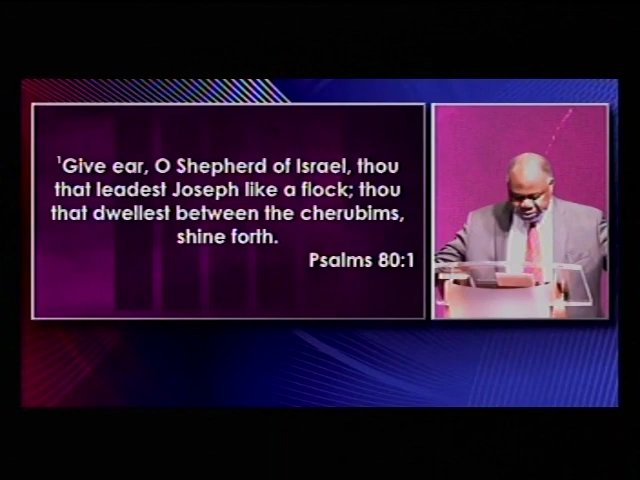 ¹Give ear, O Shepherd of Israel, thou
that leadest Joseph like a flock; thou
that dwellest between the cherubims,
shine forth.
Psalms 80:1